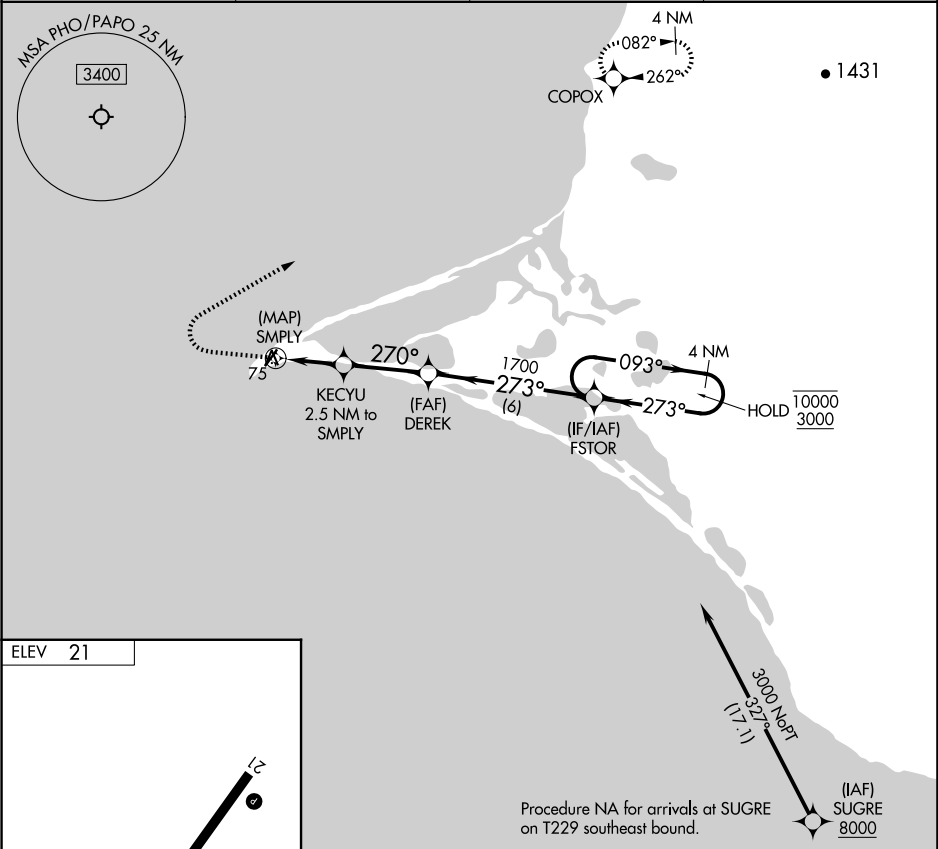 MSA PHO/PAPO 25 NM
3400
4 NM
082°
262°
COPOX
1431
(MAP)
SMPLY
75
270°
1700
273°
(6)
093°
4 NM
273°
HOLD
10000
3000
KECYU
2.5 NM to
SMPLY
(FAF)
DEREK
(IF/IAF)
FSTOR
ELEV 21
21
P
3000 NoPT
327°
(17.1)
(IAF)
SUGRE
8000
Procedure NA for arrivals at SUGRE
on T229 southeast bound.